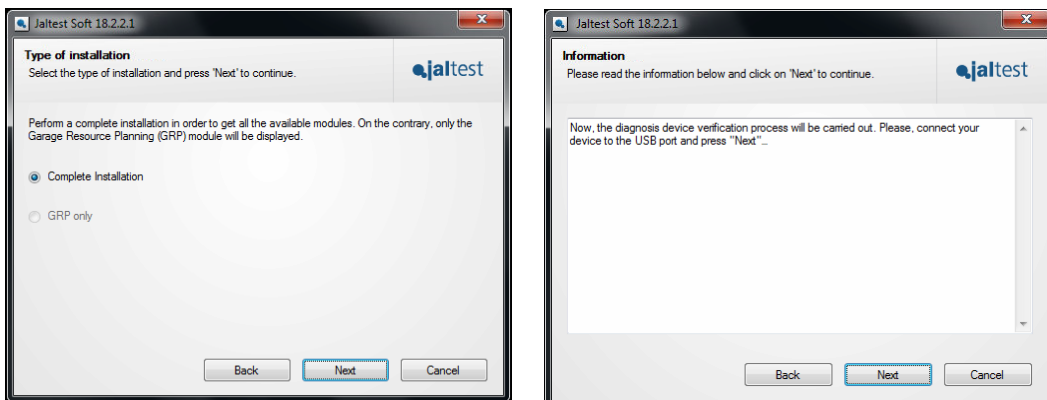 Jaltest Soft 18.2.2.1
Type of installation
Select the type of installation and press 'Next' to continue.
jaltest
Perform a complete installation in order to get all the available modules. On the contrary, only the
Garage Resource Planning (GRP) module will be displayed.
Complete Installation
GRP only
Back
Next
Cancel
Jaltest Soft 18.2.2.1
Information
Please read the information below and click on 'Next' to continue.
jaltest
Now, the diagnosis device verification process will be carried out. Please, connect your
device to the USB port and press "Next"...
Back
Next
Cancel